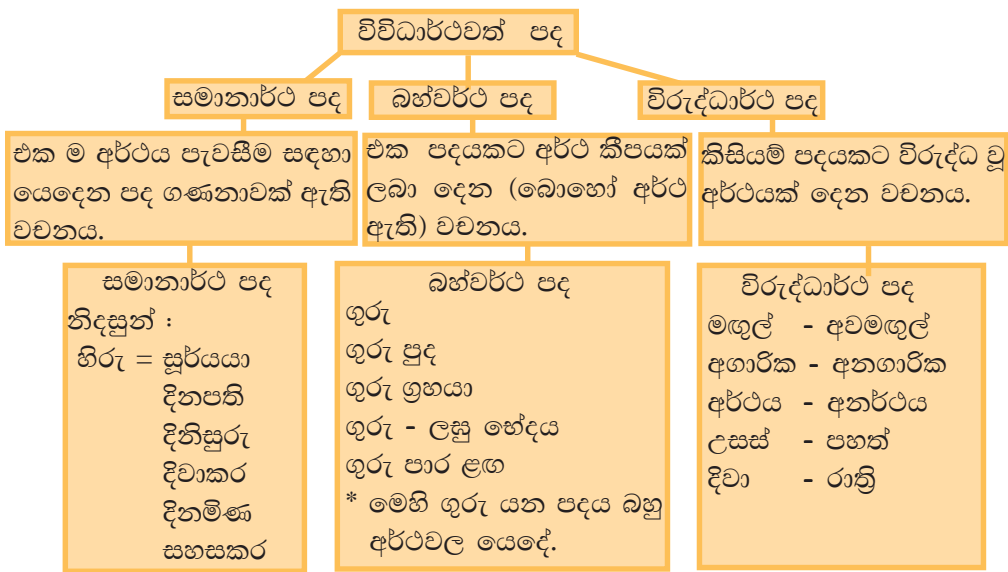 විවිධාර්ථවත් පද
සමානාර්ථ පද
බහ්වර්ථ පද
විරුද්ධාර්ථ පද
එක ම අර්ථය පැවසීම සඳහා
යෙදෙන පද ගණනාවක් ඇති
වචනය.
එක පදයකට අර්ථ කීපයක්
ලබා දෙන (බොහෝ අර්ථ
ඇති) වචනය.
කිසියම් පදයකට විරුද්ධ වූ
අර්ථයක් දෙන වචනය.
සමානාර්ථ පද
නිදසුන් :
හිරු = සූර්යයා
දිනපති
දිනිසුරු
දිවාකර
දිනමිණ
සහසකර
බහ්වර්ථ පද
ගුරු
ගුරු පුද
ගුරු ග්‍රහයා
ගුරු - ලඝු භේදය
ගුරු පාර ළඟ
* මෙහි ගුරු යන පදය බහු
අර්ථවල යෙදේ.
විරුද්ධාර්ථ පද
මඟුල් - අවමඟුල්
අගාරික - අනගාරික
අර්ථය - අනර්ථය
උසස් - පහත්
දිවා - රාත්‍රි